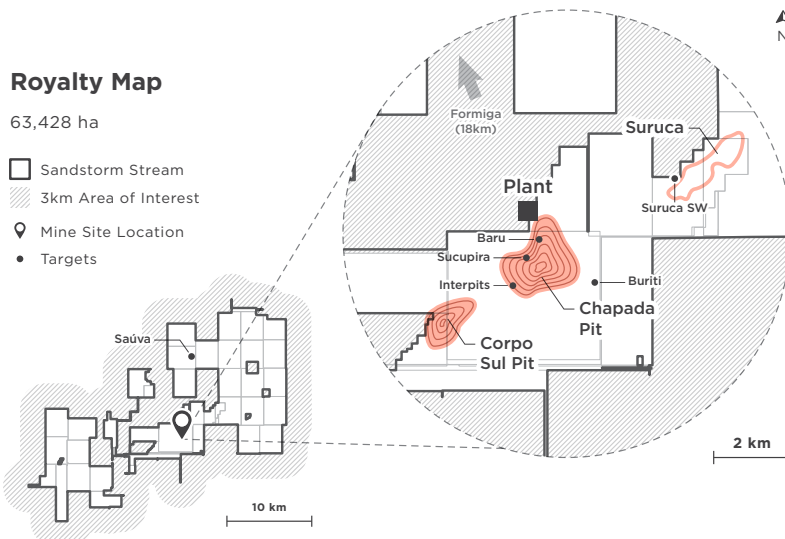 Royalty Map
63,428 ha
Sandstorm Stream
3km Area of Interest
Mine Site Location
Targets
Saúva
10 km
N
Formiga
(18km)
Suruca
Plant
Suruca SW
Baru
Sucupira
Interpits
Buriti
Chapada
Pit
Corpo
Sul Pit
2 km